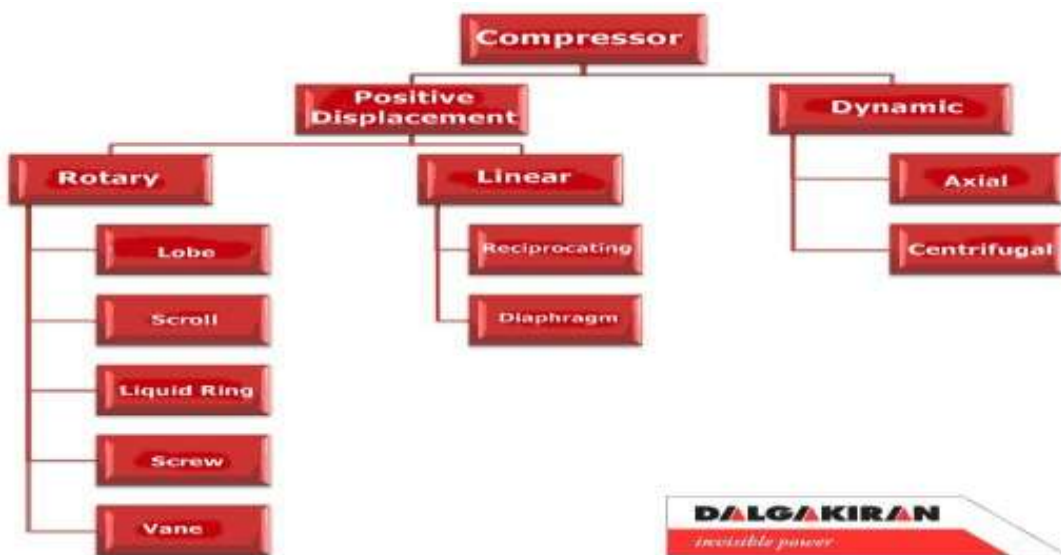 Compressor
Positive
Displacement
Dynamic
Rotary
Linear
Axial
Lobe
Reciprocating
Centrifugal
Scroll
Diaphragm
Liquid Ring
Screw
Vane
DALGAKIRAN
invisible power